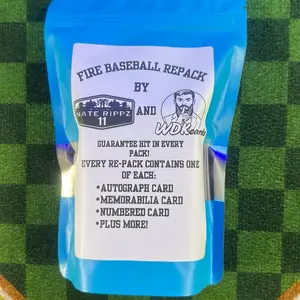 FIRE BASEBALL REPACK
BY
NATE RIPPZ
11
AND
WDK
GUARANTEE HIT IN EVERY
PACK!
EVERY RE-PACK CONTAINS ONE
OF EACH:
•AUTOGRAPH CARD
•MEMORABILIA CARD
•NUMBERED CARD
•PLUS MORE!